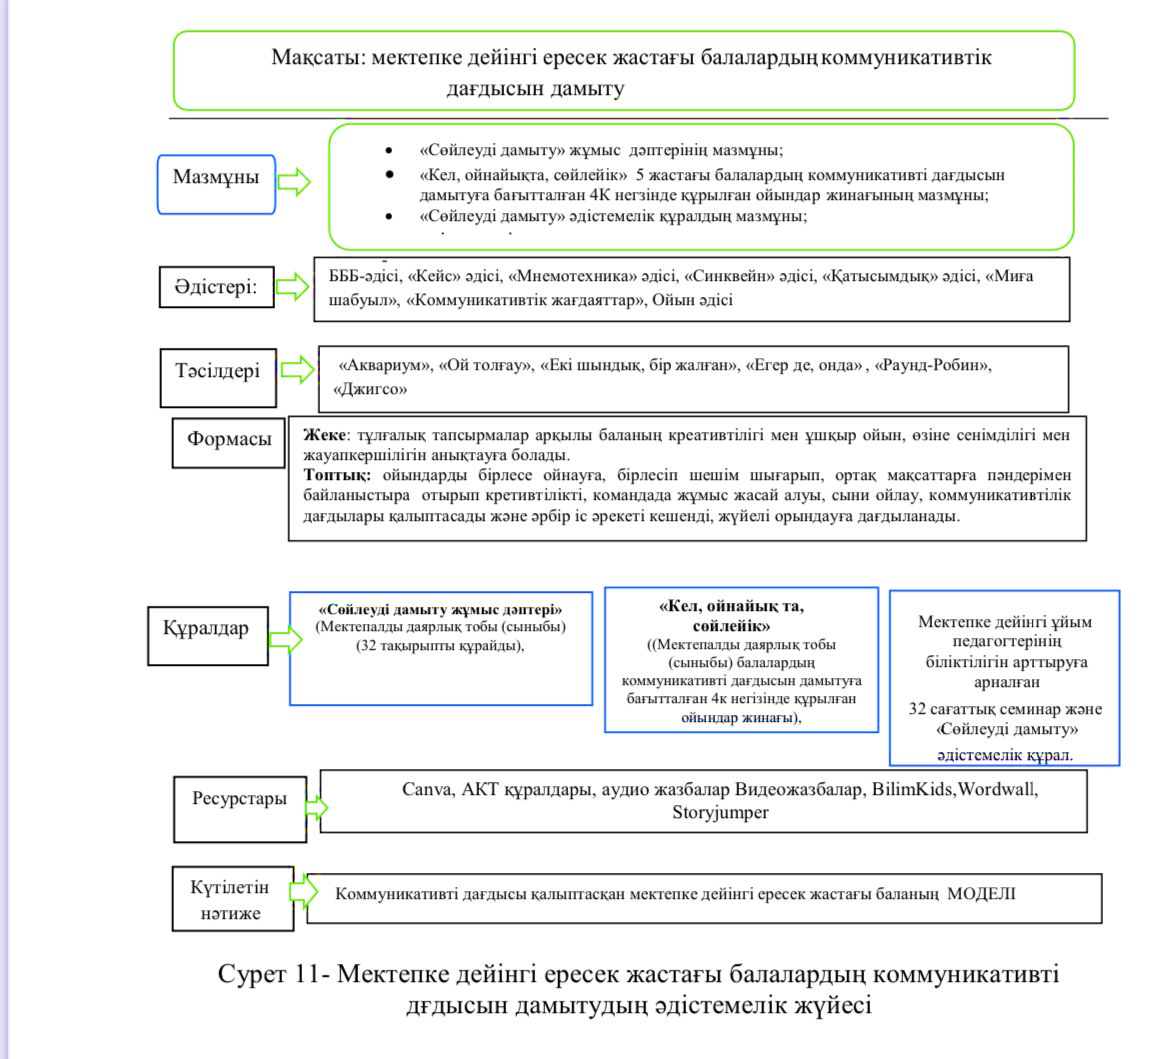 Мақсаты: мектепке дейінгі ересек жастағы балалардың коммуникативтік
дағдысын дамыту
Мазмұны
• «Сөйлеуді дамыту» жұмыс дәптерінің мазмұны;
• «Кел, ойнайықта, сөйлейік» 5 жастағы балалардың коммуникативті дағдысын
дамытуға бағытталған 4К негзінде құрылған ойындар жинағының мазмұны;
• «Сөйлеуді дамыту» әдістемелік құралдың мазмұны;
Әдістері:
БББ-әдісі, «Кейс» әдісі, «Мнемотехника» әдісі, «Синквейн» әдісі, «Қатысымдық» әдісі, «Миға
шабуыл», «Коммуникативтік жағдаяттар», Ойын әдісі
Тәсілдері
«Аквариум», «Ой толғау», «Екі шындық, бір жалған», «Егер де, онда» , «Раунд-Робин»,
«Джигсо»
Формасы
Жеке: тұлғалық тапсырмалар арқылы баланың креативтілігі мен ұшқыр ойын, өзіне сенімділігі мен
жауапкершілігін анықтауға болады.
Топтық: ойындарды бірлесе ойнауға, бірлесіп шешім шығарып, ортақ мақсаттарға пәндерімен
байланыстыра отырып кретивтілікті, командада жұмыс жасай алуы, сыни ойлау, коммуникативтілік
дағдылары қалыптасады және әрбір іс әрекеті кешенді, жүйелі орындауға дағдыланады.
Құралдар
«Сөйлеуді дамыту жұмыс дәптері»
(Мектепалды даярлық тобы (сыныбы)
(32 тақырыпты құрайды),
«Кел, ойнайық та,
сөйлейік»
((Мектепалды даярлық тобы
(сыныбы) балалардың
коммуникативті дағдысын дамытуға
бағытталған 4к негізінде құрылған
ойындар жинағы),
Мектепке дейінгі ұйым
педагогтерінің
біліктілігін арттыруға
арналған
32 сағаттық семинар және
«Сөйлеуді дамыту»
әдістемелік құрал.
Ресурстары
Canva, АКТ құралдары, аудио жазбалар Видеожазбалар, BilimKids,Wordwall,
Storyjumper
Күтілетін
нәтиже
Коммуникативті дағдысы қалыптасқан мектепке дейінгі ересек жастағы баланың МОДЕЛІ
Сурет 11- Мектепке дейінгі ересек жастағы балалардың коммуникативті
дғдысын дамытудың әдістемелік жүйесі